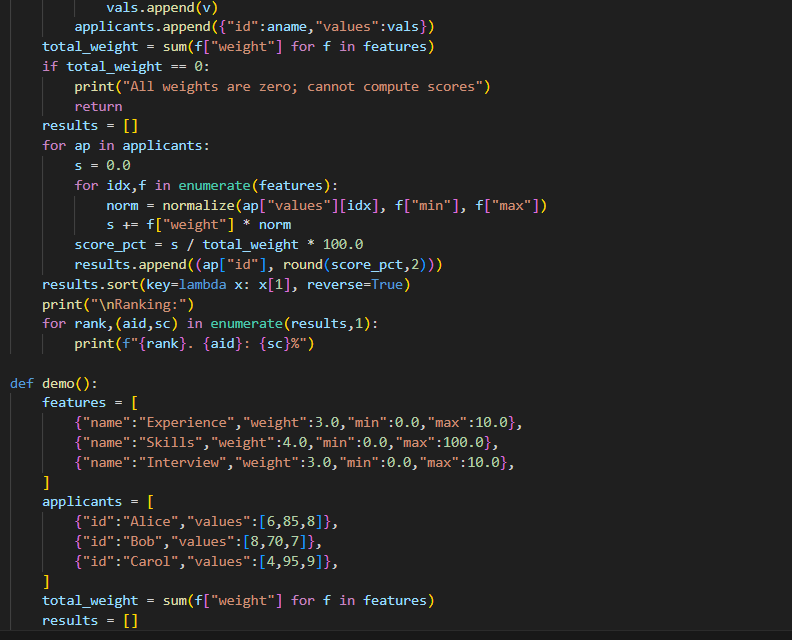 vals.append(v)
        applicants.append({"id":aname,"values":vals})
    total_weight = sum(f["weight"] for f in features)
    if total_weight == 0:
        print("All weights are zero; cannot compute scores")
        return
    results = []
    for ap in applicants:
        s = 0.0
        for idx,f in enumerate(features):
            norm = normalize(ap["values"][idx], f["min"], f["max"])
            s += f["weight"] * norm
        score_pct = s / total_weight * 100.0
        results.append((ap["id"], round(score_pct,2)))
    results.sort(key=lambda x: x[1], reverse=True)
    print("\nRanking:")
    for rank,(aid,sc) in enumerate(results,1):
        print(f"{rank}. {aid}: {sc}%")

def demo():
    features = [
        {"name":"Experience","weight":3.0,"min":0.0,"max":10.0},
        {"name":"Skills","weight":4.0,"min":0.0,"max":100.0},
        {"name":"Interview","weight":3.0,"min":0.0,"max":10.0},
    ]
    applicants = [
        {"id":"Alice","values":[6,85,8]},
        {"id":"Bob","values":[8,70,7]},
        {"id":"Carol","values":[4,95,9]},
    ]
    total_weight = sum(f["weight"] for f in features)
    results = []